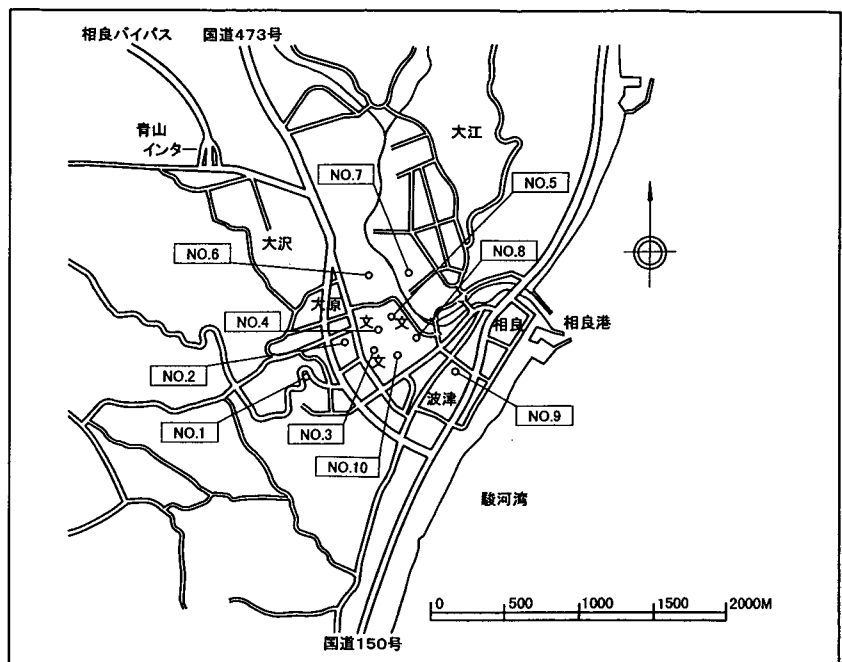 相良バイパス 国道473号
青山
インター
大江
NO.7
NO.5
大沢
NO.8
NO.6
大原
NO.4
文
文
相良
相良港
文
NO.2
波津
NO.1
NO.3
NO.9
NO.10
駿河湾
0 500 1000 1500 2000M
国道150号